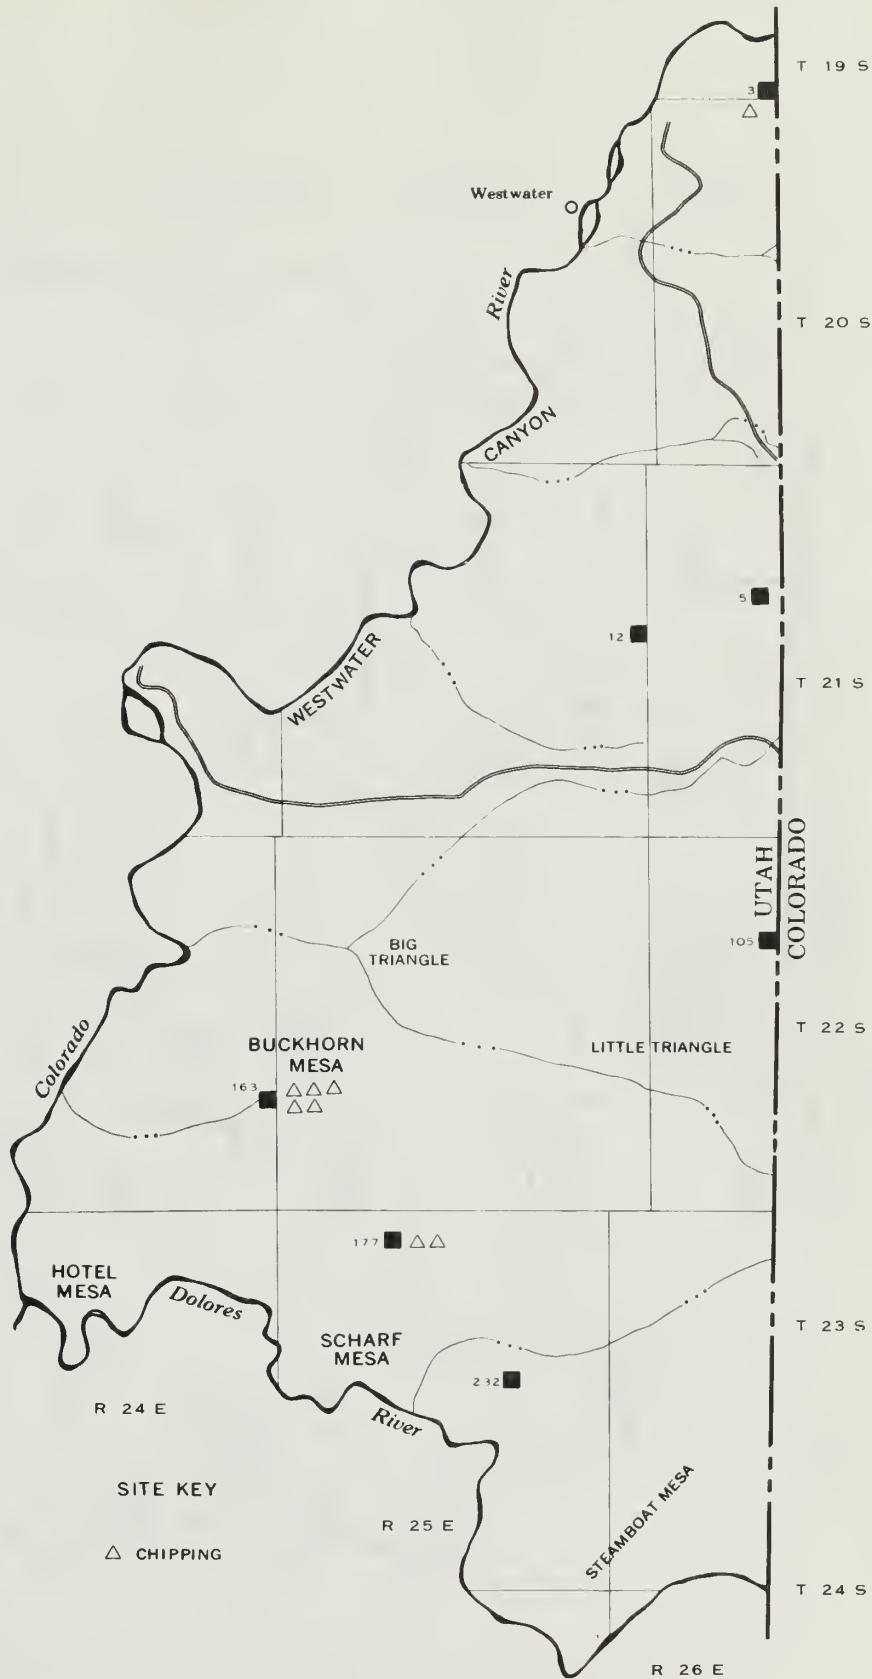 T 19 S
3
Westwater
River
T 20 S
CANYON
5
12
T 21 S
WESTWATER
UTAH
COLORADO
105
BIG
TRIANGLE
T 22 S
Colorado
BUCKHORN
MESA
LITTLE TRIANGLE
163
177
HOTEL
MESA
Dolores
T 23 S
SCHARF
MESA
232
R 24 E
River
SITE KEY
R 25 E
STEAMBOAT MESA
CHIPPING
T 24 S
R 26 E